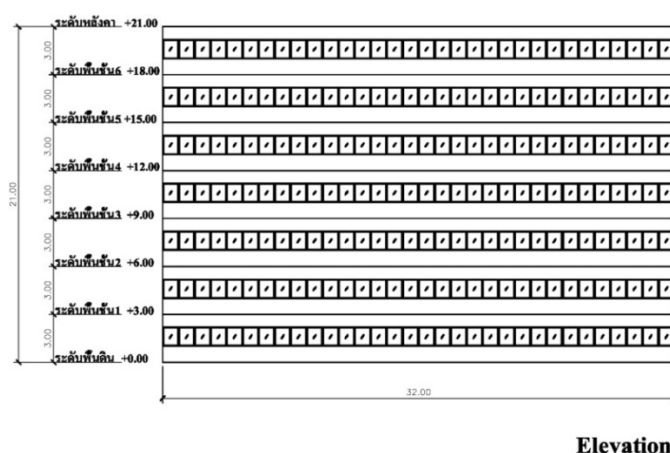 ระดับหลังคา +21.00
3.00
ระดับพื้นชั้น6 +18.00
3.00
ระดับพื้นชั้น5 +15.00
3.00
ระดับพื้นชั้น4 +12.00
21.00
3.00
ระดับพื้นชั้น3 +9.00
3.00
ระดับพื้นชั้น2 +6.00
3.00
ระดับพื้นชั้น1 +3.00
3.00
ระดับพื้นดิน +0.00
32.00
Elevation